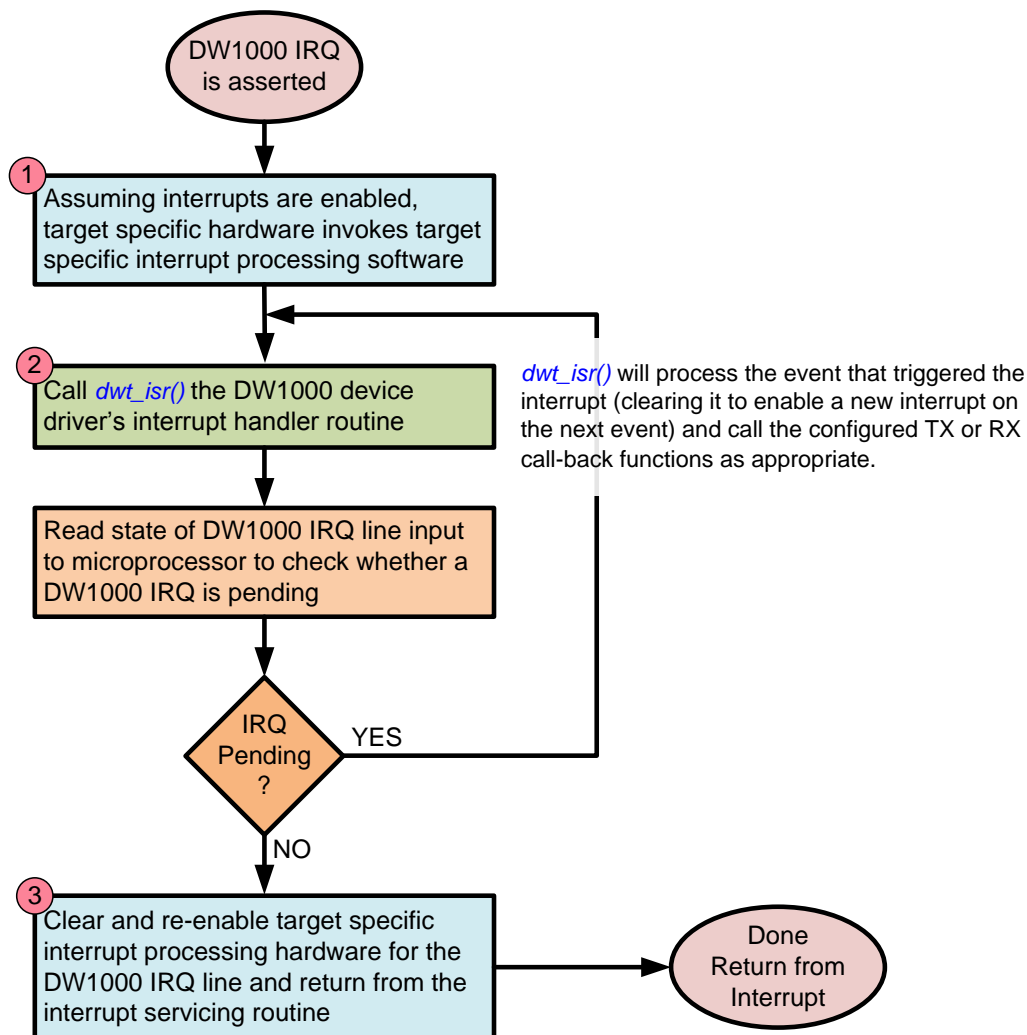 DW1000 IRQ
is asserted
1
Assuming interrupts are enabled,
target specific hardware invokes target
specific interrupt processing software
2
Call dwt_isr() the DW1000 device
driver's interrupt handler routine
dwt_isr() will process the event that triggered the
interrupt (clearing it to enable a new interrupt on
the next event) and call the configured TX or RX
call-back functions as appropriate.
Read state of DW1000 IRQ line input
to microprocessor to check whether a
DW1000 IRQ is pending
IRQ
Pending
?
YES
NO
3
Clear and re-enable target specific
interrupt processing hardware for the
DW1000 IRQ line and return from the
interrupt servicing routine
Done
Return from
Interrupt